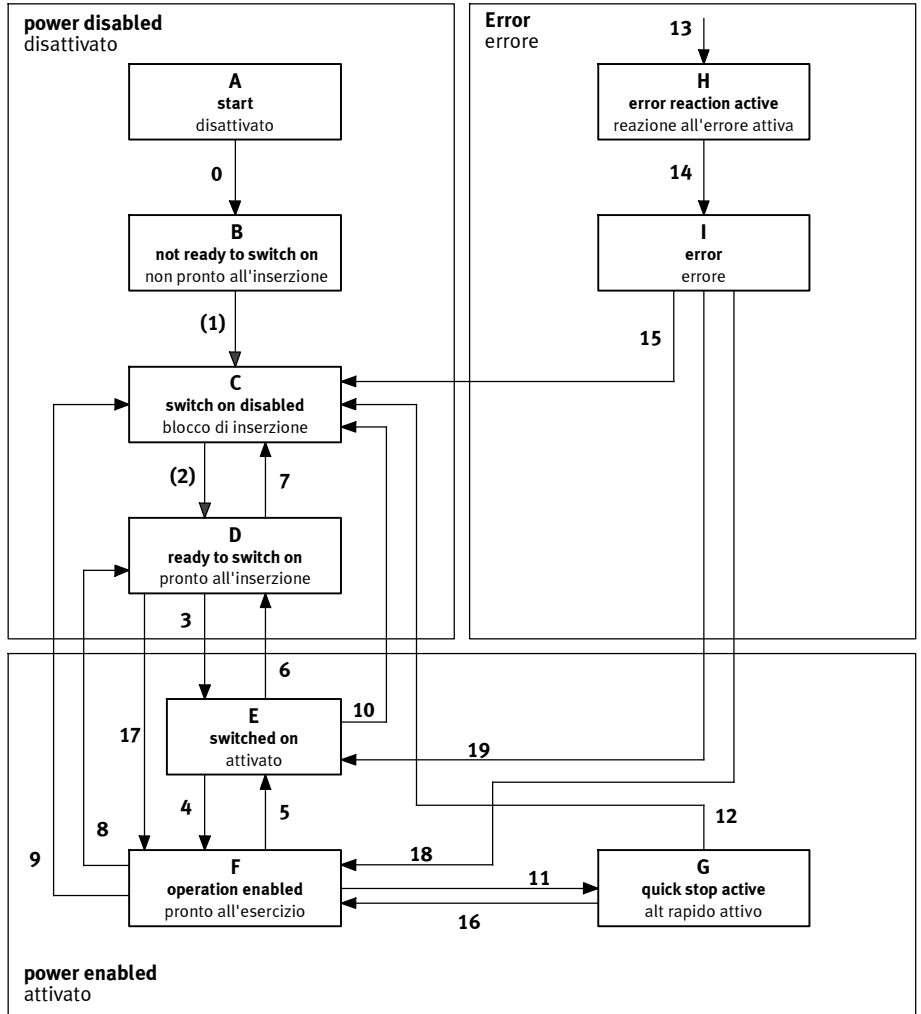 power disabled
disattivato
A
start
disattivato
0
B
not ready to switch on
non pronto all'inserzione
(1)
C
switch on disabled
blocco di inserzione
(2)
7
D
ready to switch on
pronto all'inserzione
3
6
17
10
E
switched on
attivato
4
5
8
9
F
operation enabled
pronto all'esercizio
Error
errore
13
H
error reaction active
reazione all'errore attiva
14
I
error
errore
15
19
18
12
11
16
G
quick stop active
alt rapido attivo
power enabled
attivato